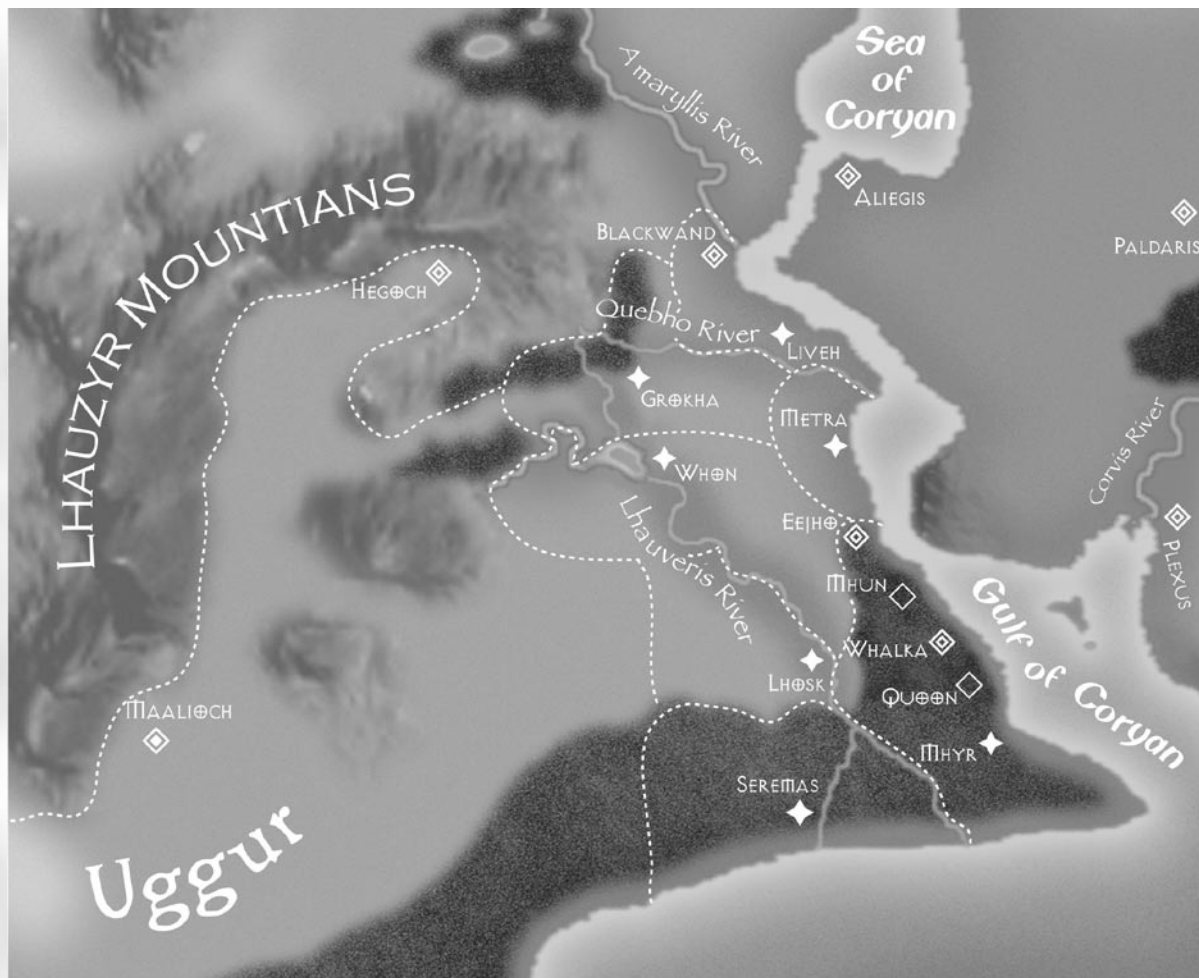 Sea
of
Coryan
Amaryllis River
Aliegis
Paldaris
Blackwand
Hegoch
Lhauzyr Mountians
Quebho River
Liveh
Grokha
Metra
Whon
Corvis River
Eejho
Plexus
Lhauveris River
Mhun
Gulf of Coryan
Whalka
Lhosk
Quoon
Maalioch
Mhyr
Seremas
Uggur